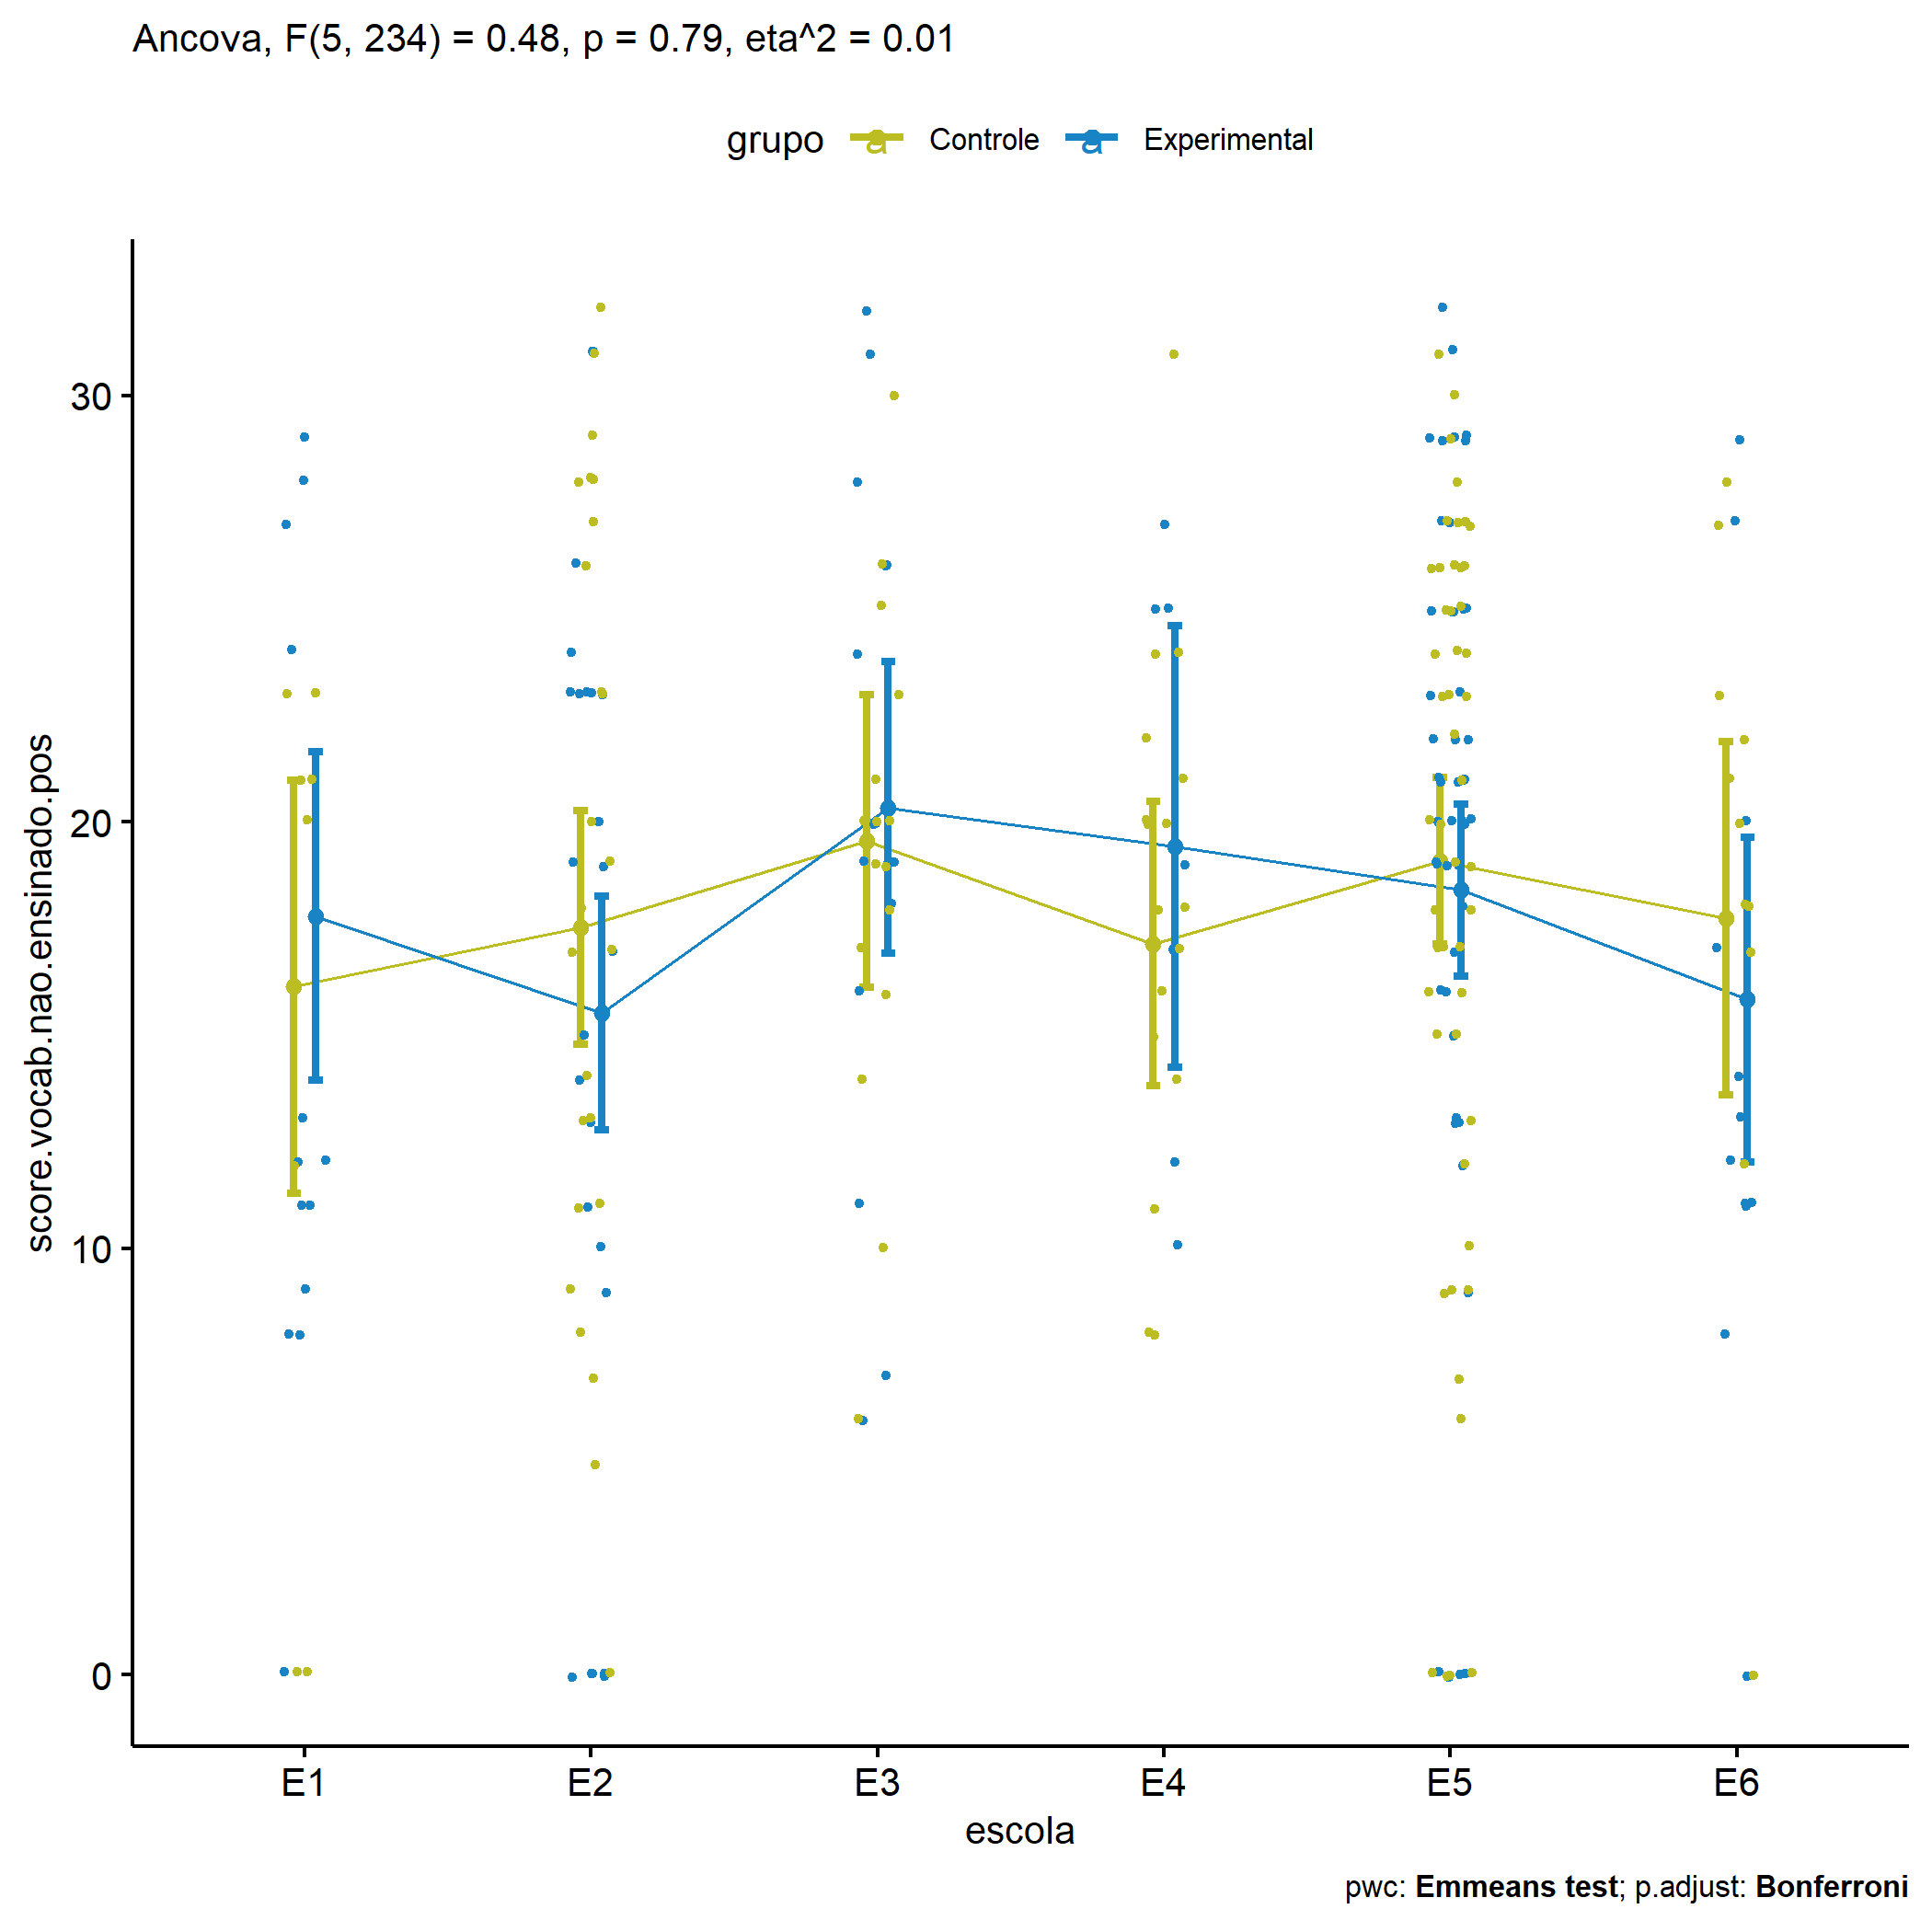 Ancova, F(5, 234) = 0.48, p = 0.79, eta^2 = 0.01
grupo a Controle a Experimental
score.vocab.nao.ensinado.pos
30
20
10
0
E1 E2 E3 E4 E5 E6
escola
pwc: Emmeans test; p.adjust: Bonferroni